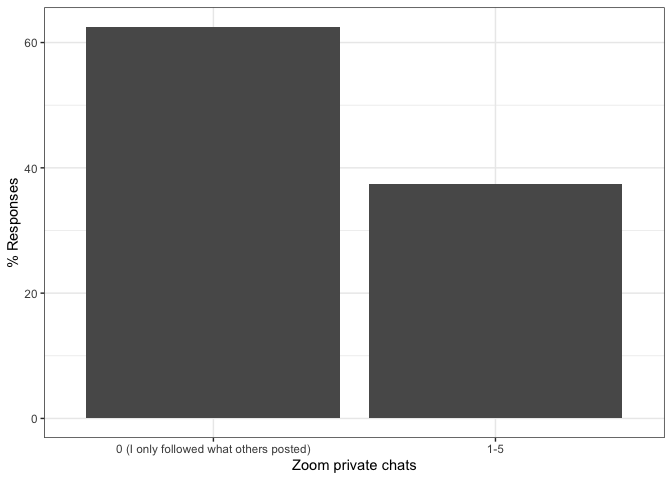 % Responses
60
40
20
0
0 (I only followed what others posted)
1-5
Zoom private chats